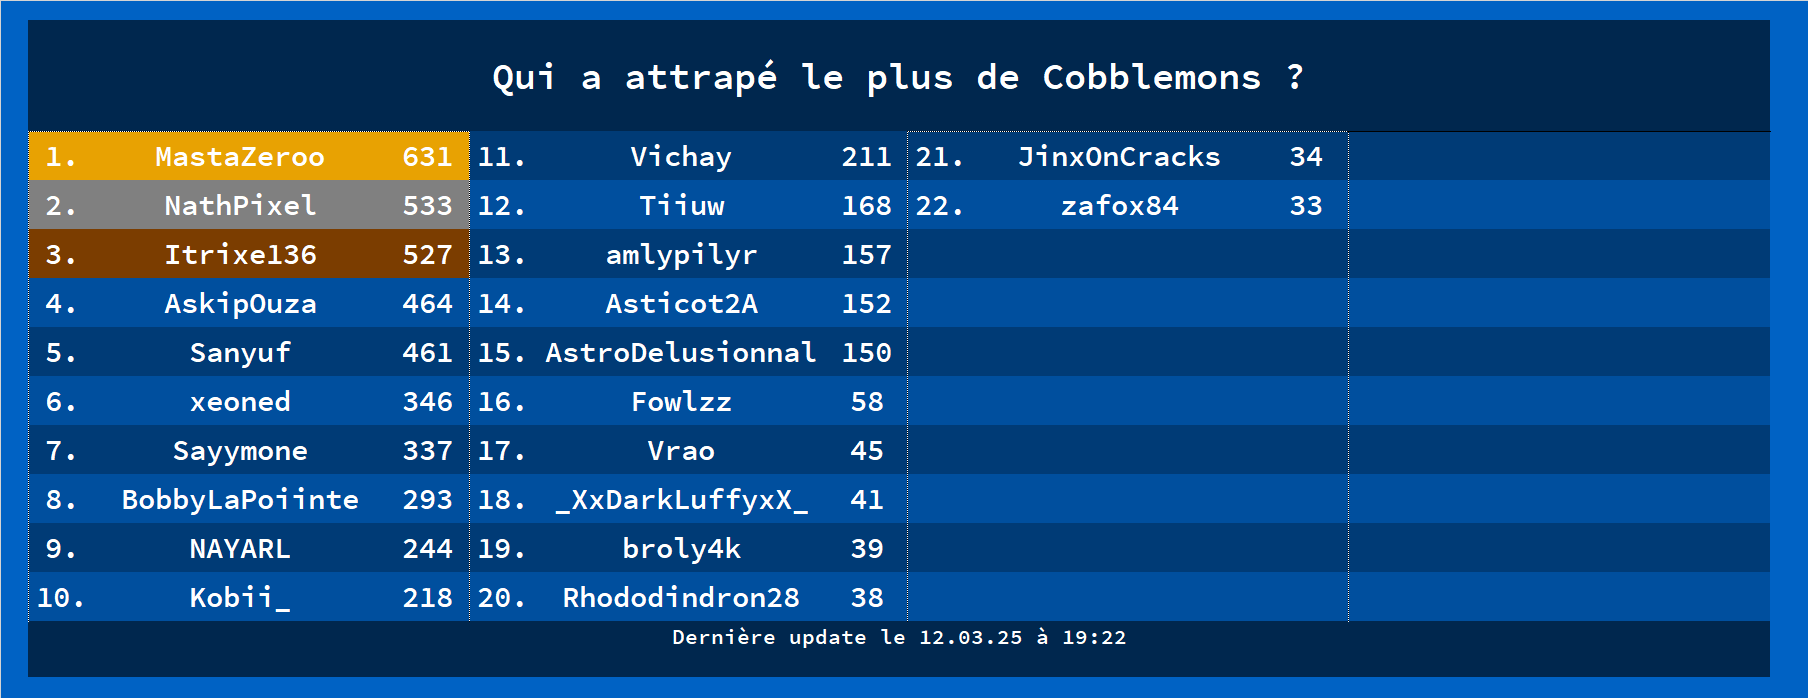 Qui a attrapé le plus de Cobblemons ?
1. MastaZeroo 631
2. NathPixel 533
3. Itrixe136 527
4. AskipOuza 464
5. Sanyuf 461
6. xeoned 346
7. Sayymone 337
8. BobbyLaPoiinte 293
9. NAYARL 244
10. Kobii_ 218
11. Vichay 211
12. Tiiuw 168
13. amlypilyr 157
14. Asticot2A 152
15. AstroDelusionnal 150
16. Fowlzz 58
17. Vrao 45
18. _XxDarkLuffyxX_ 41
19. broly4k 39
20. Rhododindron28 38
21. JinxOnCracks 34
22. zafox84 33
Dernière update le 12.03.25 à 19:22